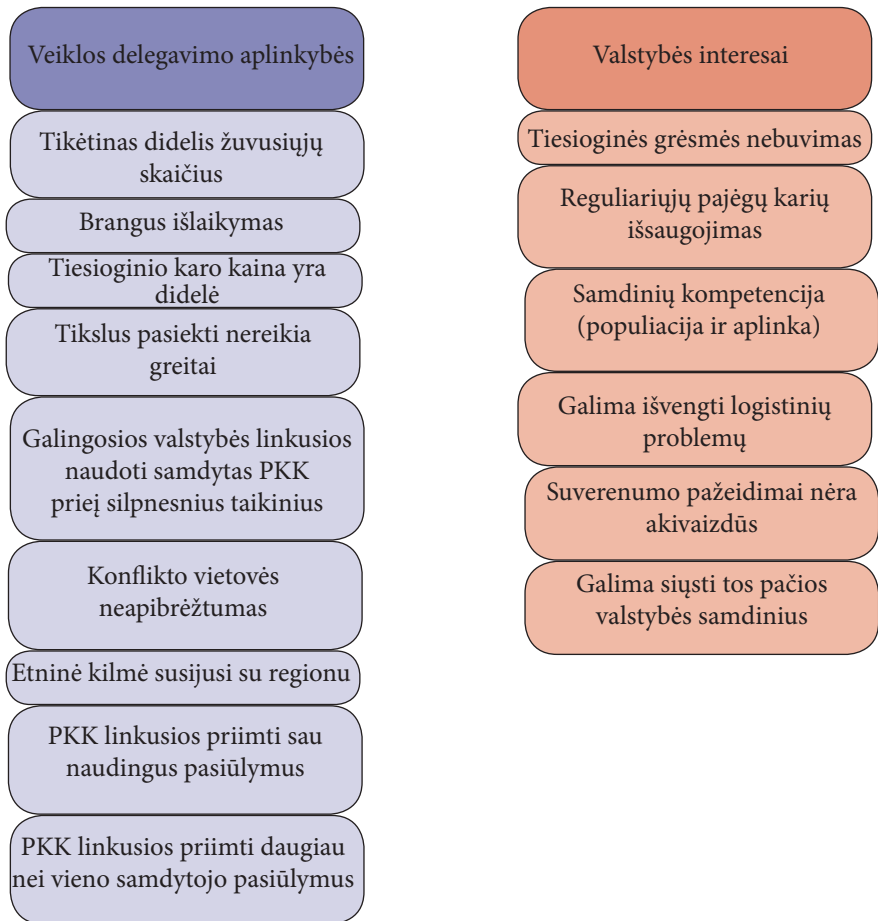 Veiklos delegavimo aplinkybės
Tikėtinas didelis žuvusiųjų
skaičius
Brangus išlaikymas
Tiesioginio karo kaina yra
didelė
Tikslus pasiekti nereikia
greitai
Galingosios valstybės linkusios
naudoti samdytas PKK
prieį silpnesnius taikinius
Konflikto vietovės
neapibrėžtumas
Etninė kilmė susijusi su regionu
PKK linkusios priimti sau
naudingus pasiūlymus
PKK linkusios priimti daugiau
nei vieno samdytojo pasiūlymus
Valstybės interesai
Tiesioginės grėsmės nebuvimas
Reguliariųjų pajėgų karių
išsaugojimas
Samdinių kompetencija
(populiacija ir aplinka)
Galima išvengti logistinių
problemų
Suverenumo pažeidimai nėra
akivaizdūs
Galima siųsti tos pačios
valstybės samdinius